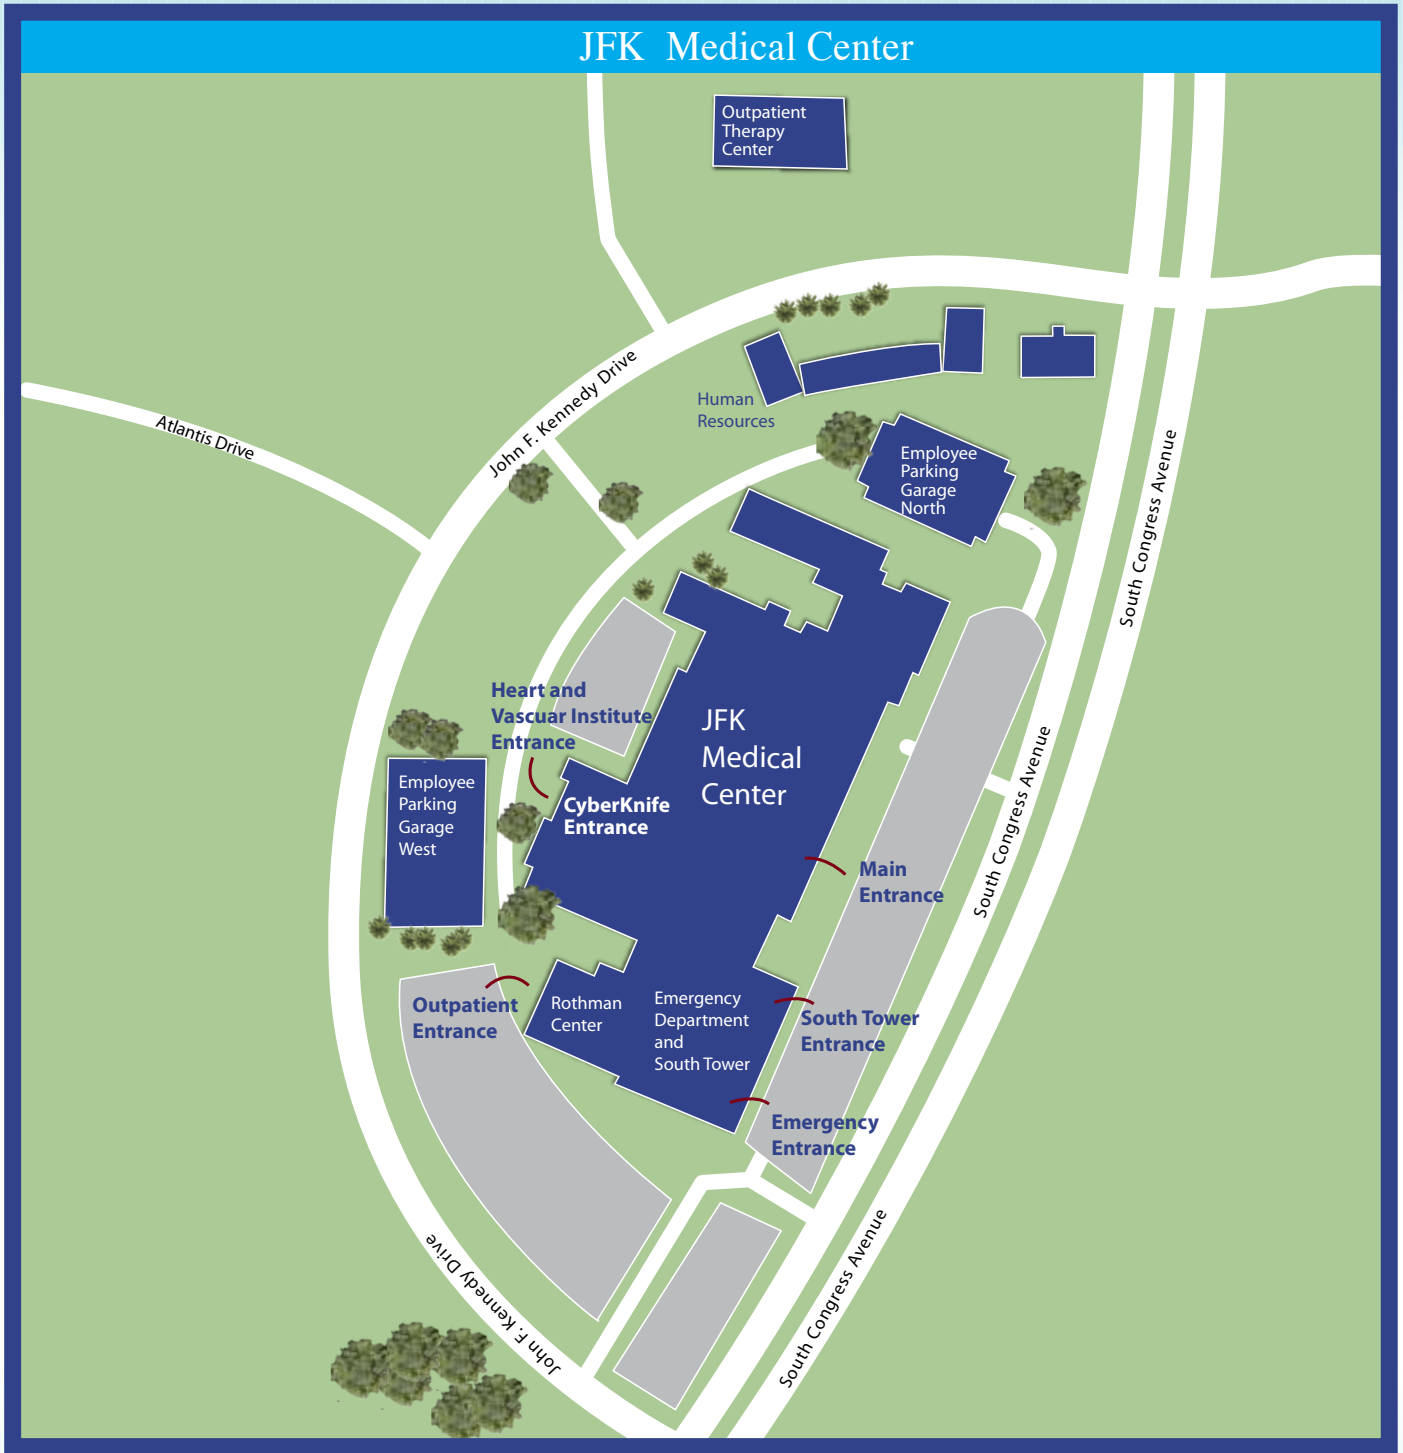 JFK Medical Center
Outpatient
Therapy
Center
John F. Kennedy Drive
Atlantis Drive
Human
Resources
Employee
Parking
Garage
North
South Congress Avenue
Heart and
Vascuar Institute
Entrance
JFK
Medical
Center
Employee
Parking
Garage
West
CyberKnife
Entrance
South Congress Avenue
Main
Entrance
Outpatient
Entrance
Rothman
Center
Emergency
Department
and
South Tower
South Tower
Entrance
Emergency
Entrance
John F. Kennedy Drive
South Congress Avenue